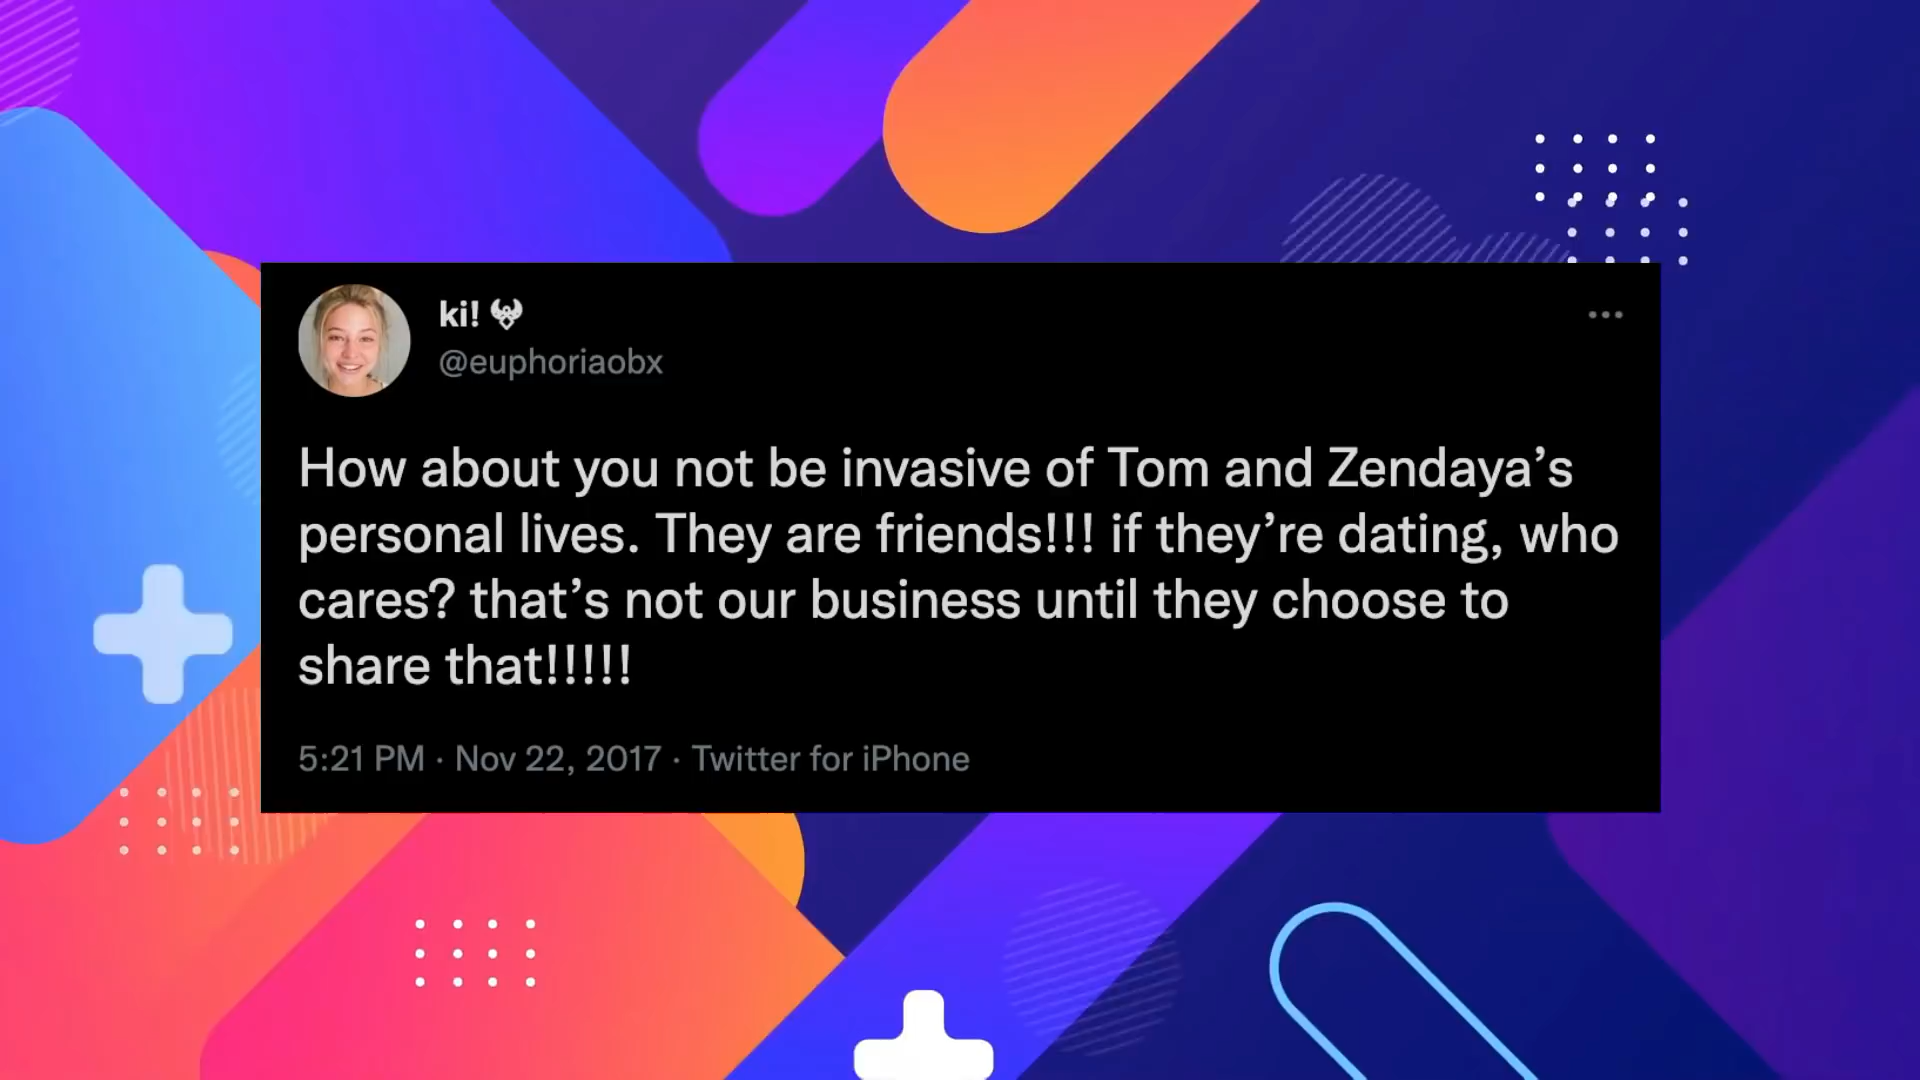 ki!
@euphoriaobx
How about you not be invasive of Tom and Zendaya’s
personal lives. They are friends!!! if they’re dating, who
cares? that’s not our business until they choose to
share that!!!!!
5:21 PM · Nov 22, 2017 · Twitter for iPhone